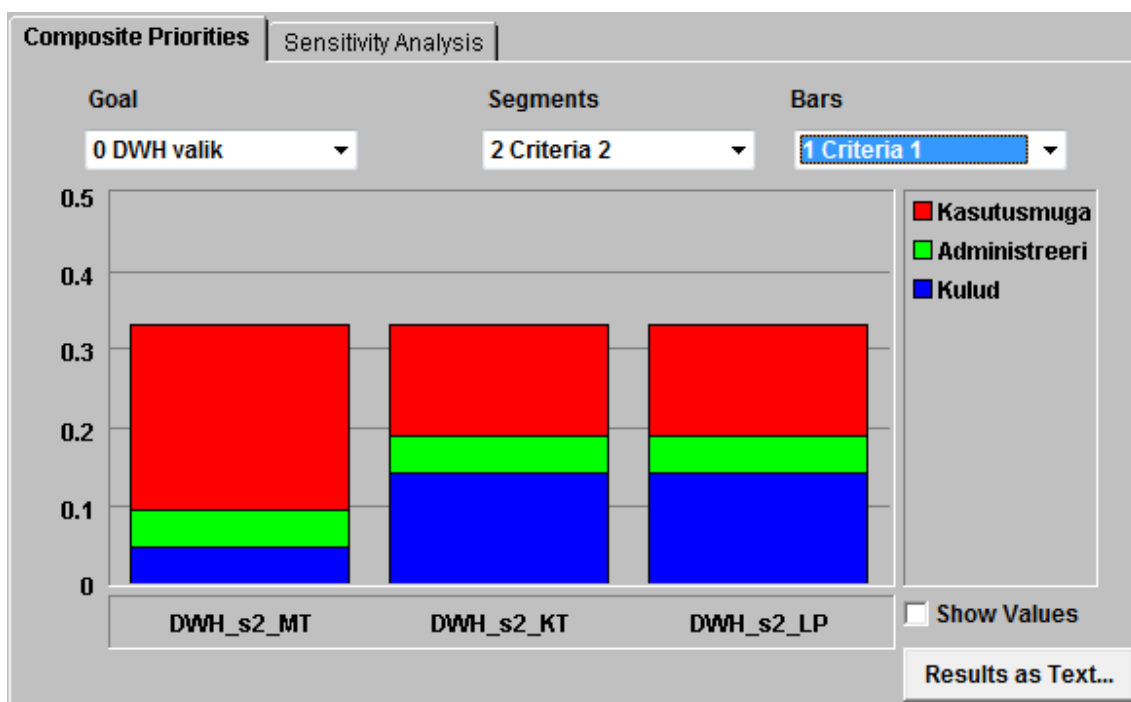 Composite Priorities Sensitivity Analysis
Goal Segments Bars
0 DWH valik 2 Criteria 2 1 Criteria 1
0.5
0.4
0.3
0.2
0.1
0
Kasutusmuga
Administreeri
Kulud
DWH_s2_MT DWH_s2_KT DWH_s2_LP
Show Values
Results as Text...